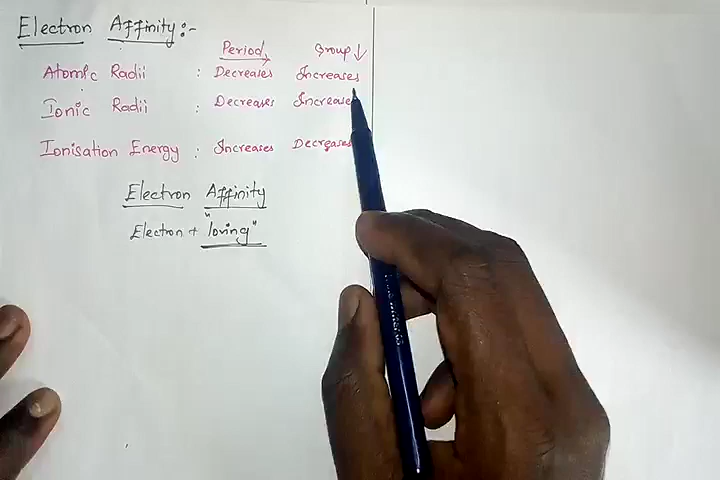 Electron Affinity:-
Period → Group ↓
Atomic Radii : Decreases Increases
Ionic Radii : Decreases Increase
Ionisation Energy : Increases Decreases
Electron Affinity
Electron + "loving"